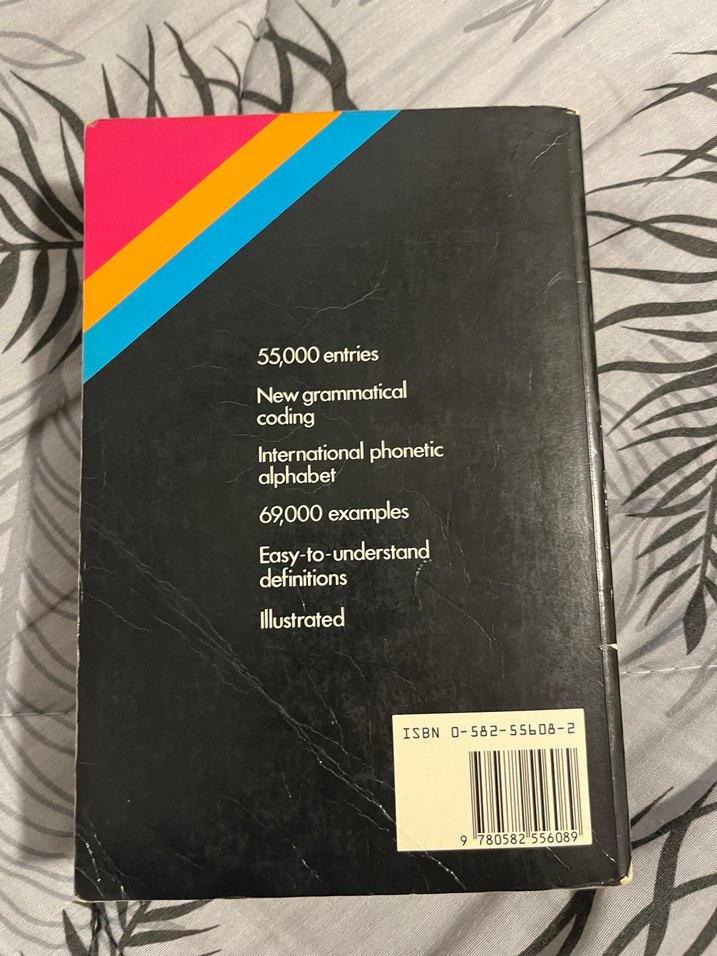 55,000 entries
New grammatical
coding
International phonetic
alphabet
69,000 examples
Easy-to-understand
definitions
Illustrated
ISBN 0-582-55608-2
9 780582 556089